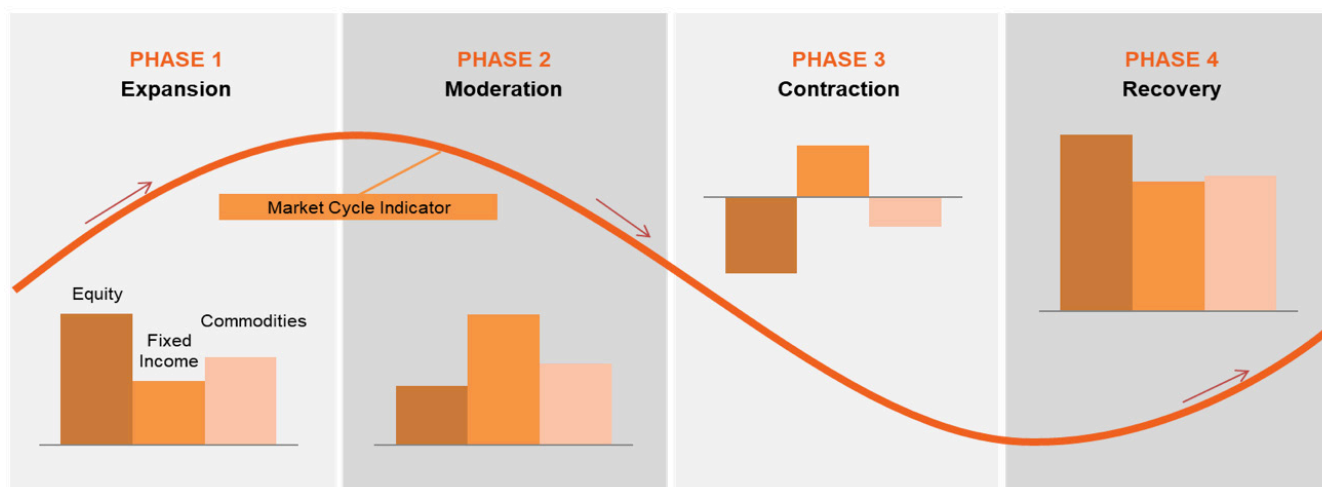 PHASE 1
Expansion
PHASE 2
Moderation
PHASE 3
Contraction
PHASE 4
Recovery
Market Cycle Indicator
Equity
Fixed
Income
Commodities